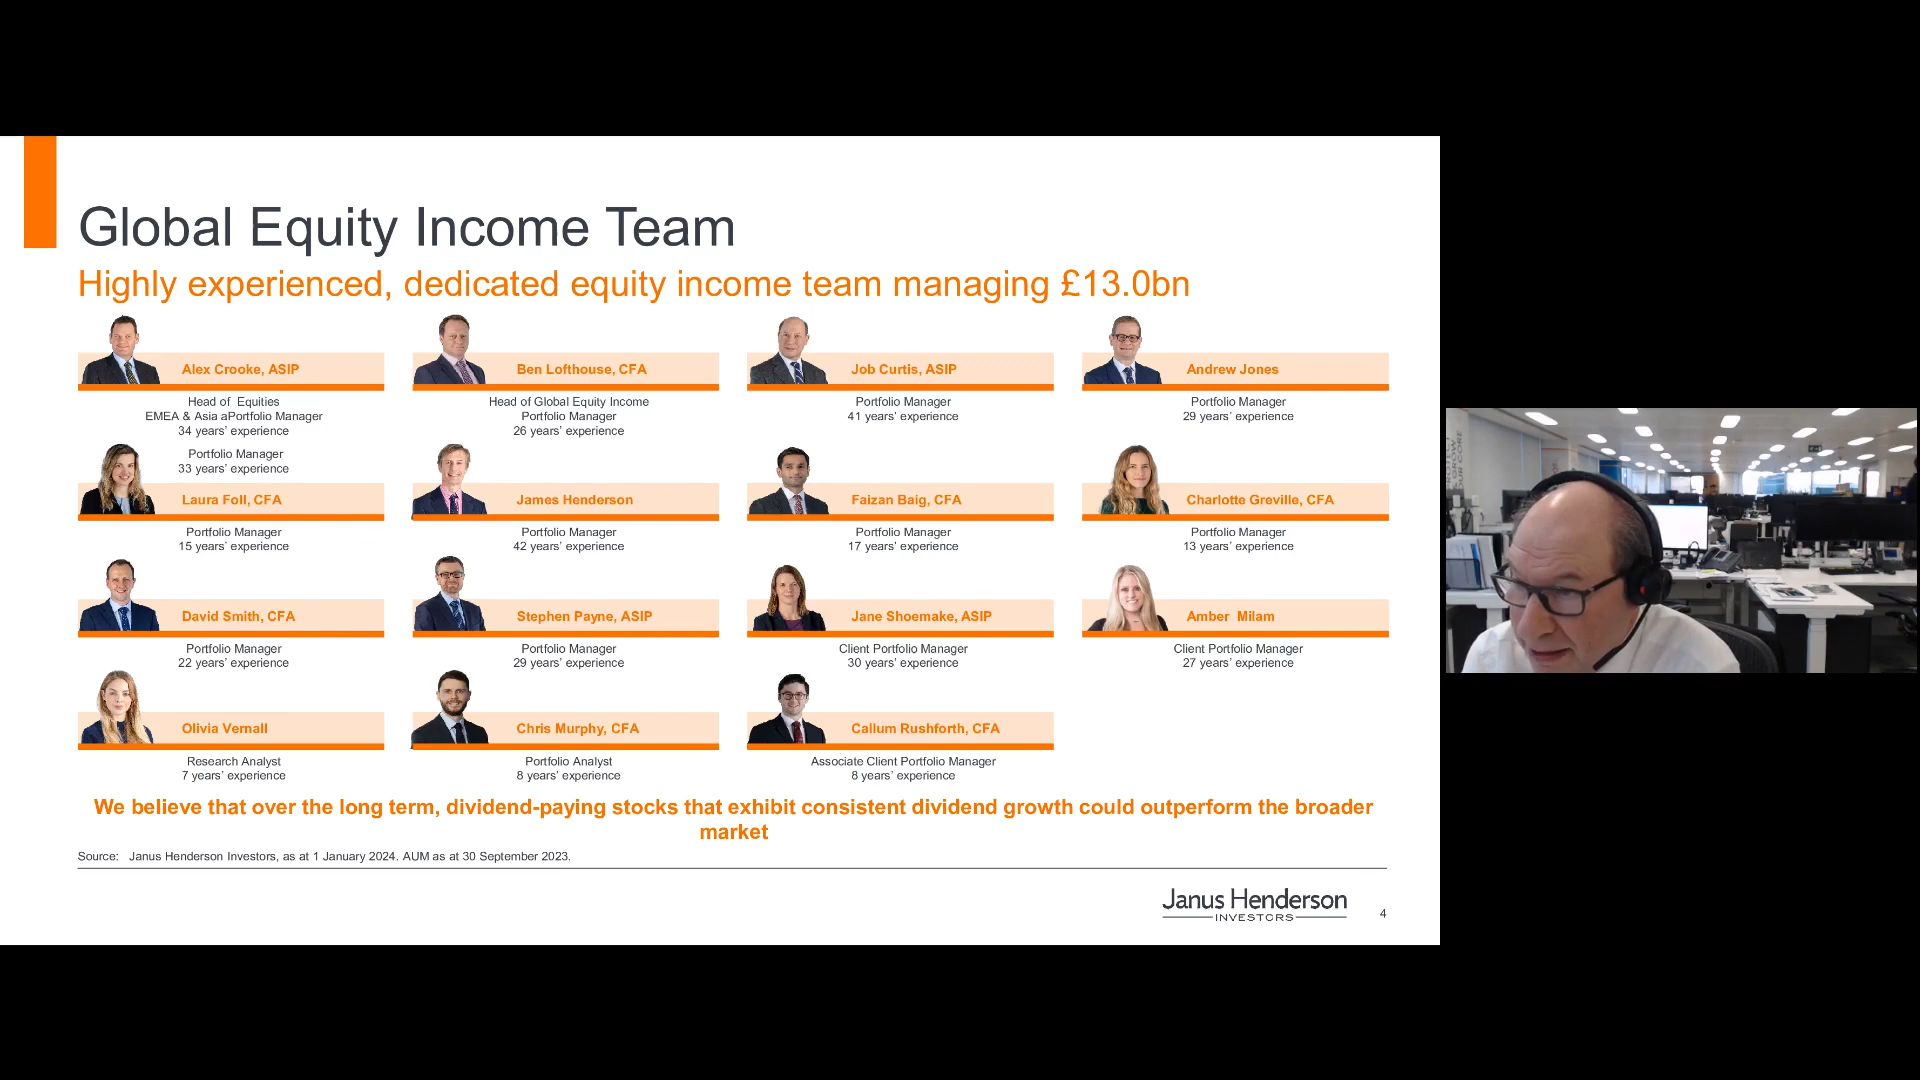 Global Equity Income Team
Highly experienced, dedicated equity income team managing £13.0bn
Alex Crooke, ASIP
Head of Equities
EMEA & Asia aPortfolio Manager
34 years’ experience
Portfolio Manager
33 years’ experience
Ben Lofthouse, CFA
Head of Global Equity Income
Portfolio Manager
26 years’ experience
Job Curtis, ASIP
Portfolio Manager
41 years’ experience
Andrew Jones
Portfolio Manager
29 years’ experience
Laura Foll, CFA
Portfolio Manager
15 years’ experience
James Henderson
Portfolio Manager
42 years’ experience
Faizan Baig, CFA
Portfolio Manager
17 years’ experience
Charlotte Greville, CFA
Portfolio Manager
13 years’ experience
David Smith, CFA
Portfolio Manager
22 years’ experience
Stephen Payne, ASIP
Portfolio Manager
29 years’ experience
Jane Shoemake, ASIP
Client Portfolio Manager
30 years’ experience
Amber Milam
Client Portfolio Manager
27 years’ experience
Olivia Vernall
Research Analyst
7 years’ experience
Chris Murphy, CFA
Portfolio Analyst
8 years’ experience
Callum Rushforth, CFA
Associate Client Portfolio Manager
8 years’ experience
We believe that over the long term, dividend-paying stocks that exhibit consistent dividend growth could outperform the broader
market
Source: Janus Henderson Investors, as at 1 January 2024. AUM as at 30 September 2023.
Janus Henderson
INVESTORS
4